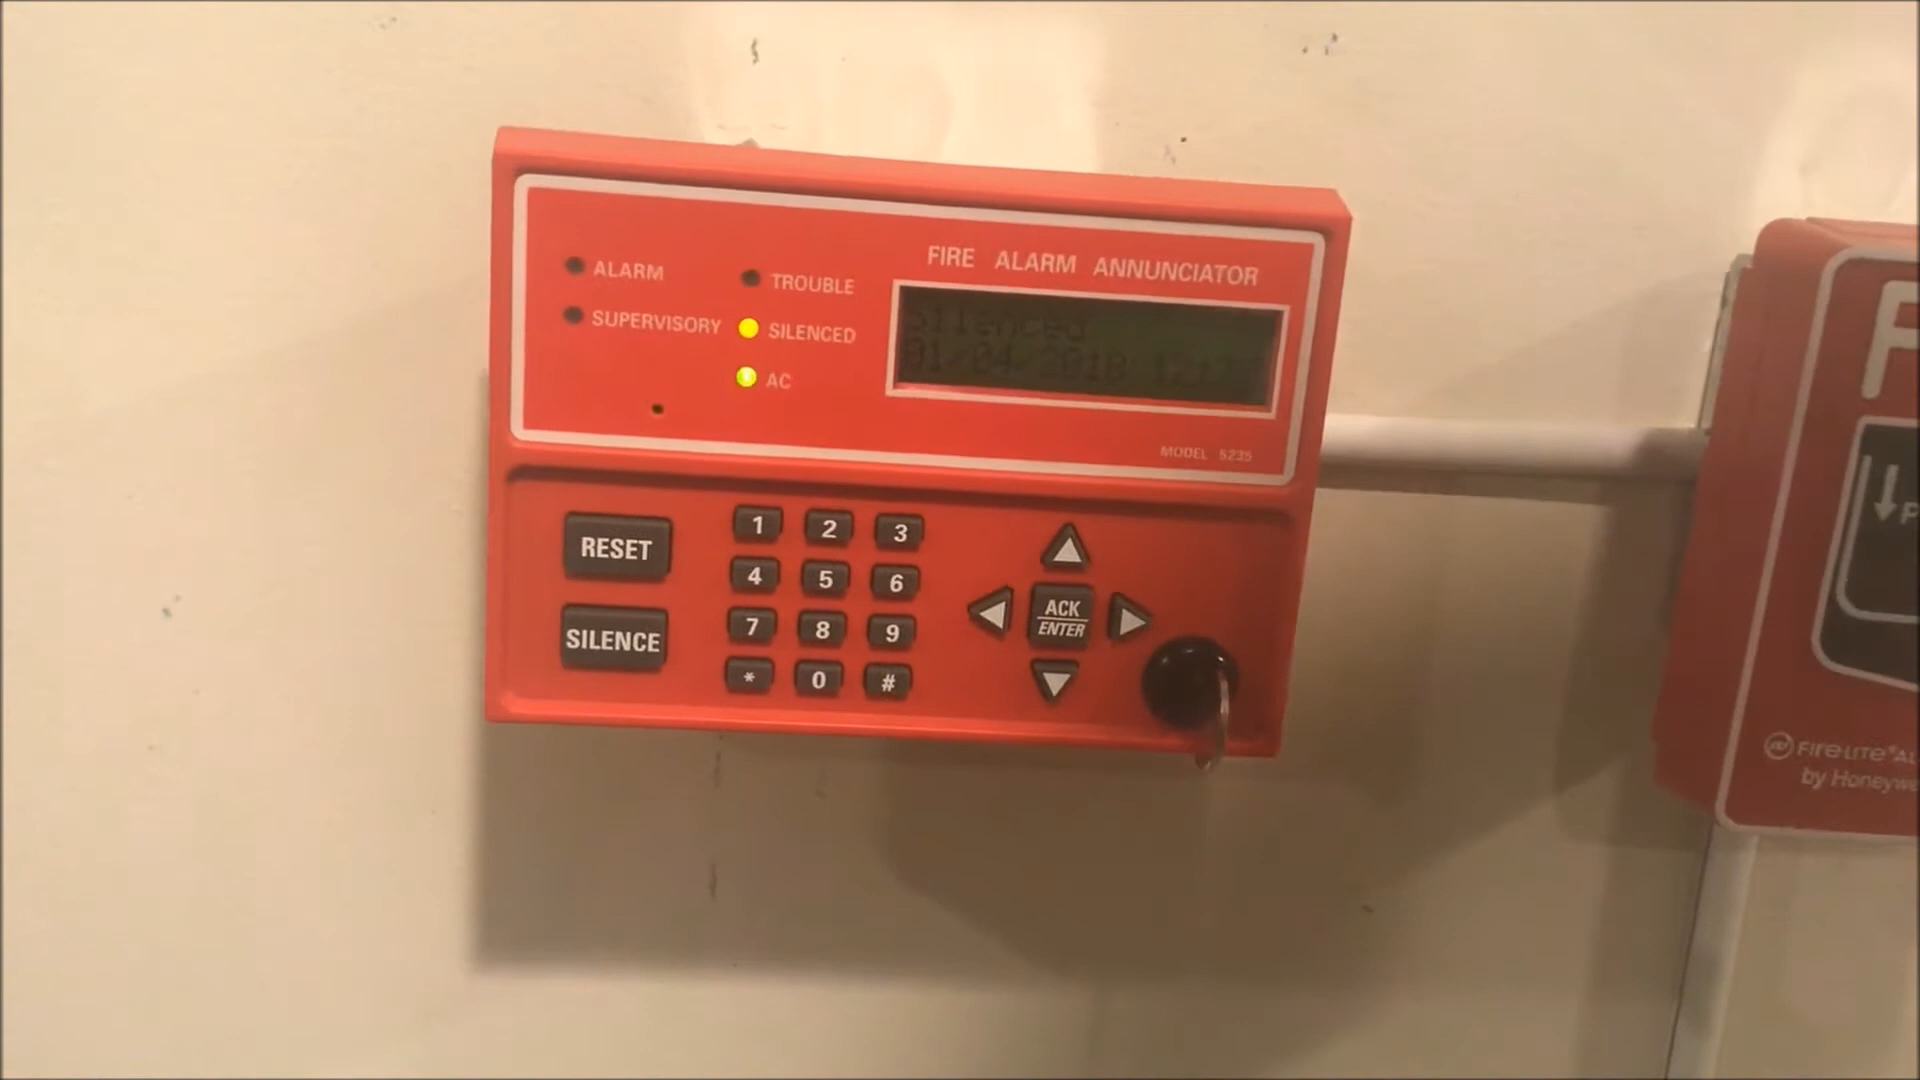 FIRE ALARM ANNUNCIATOR
ALARM
TROUBLE
SUPERVISORY
SILENCED
AC
Silenced
01/04/2018
MODEL 5235
RESET
SILENCE
1 2 3
4 5 6
7 8 9
* 0 #
ACK
ENTER
FIRE-LITE
by